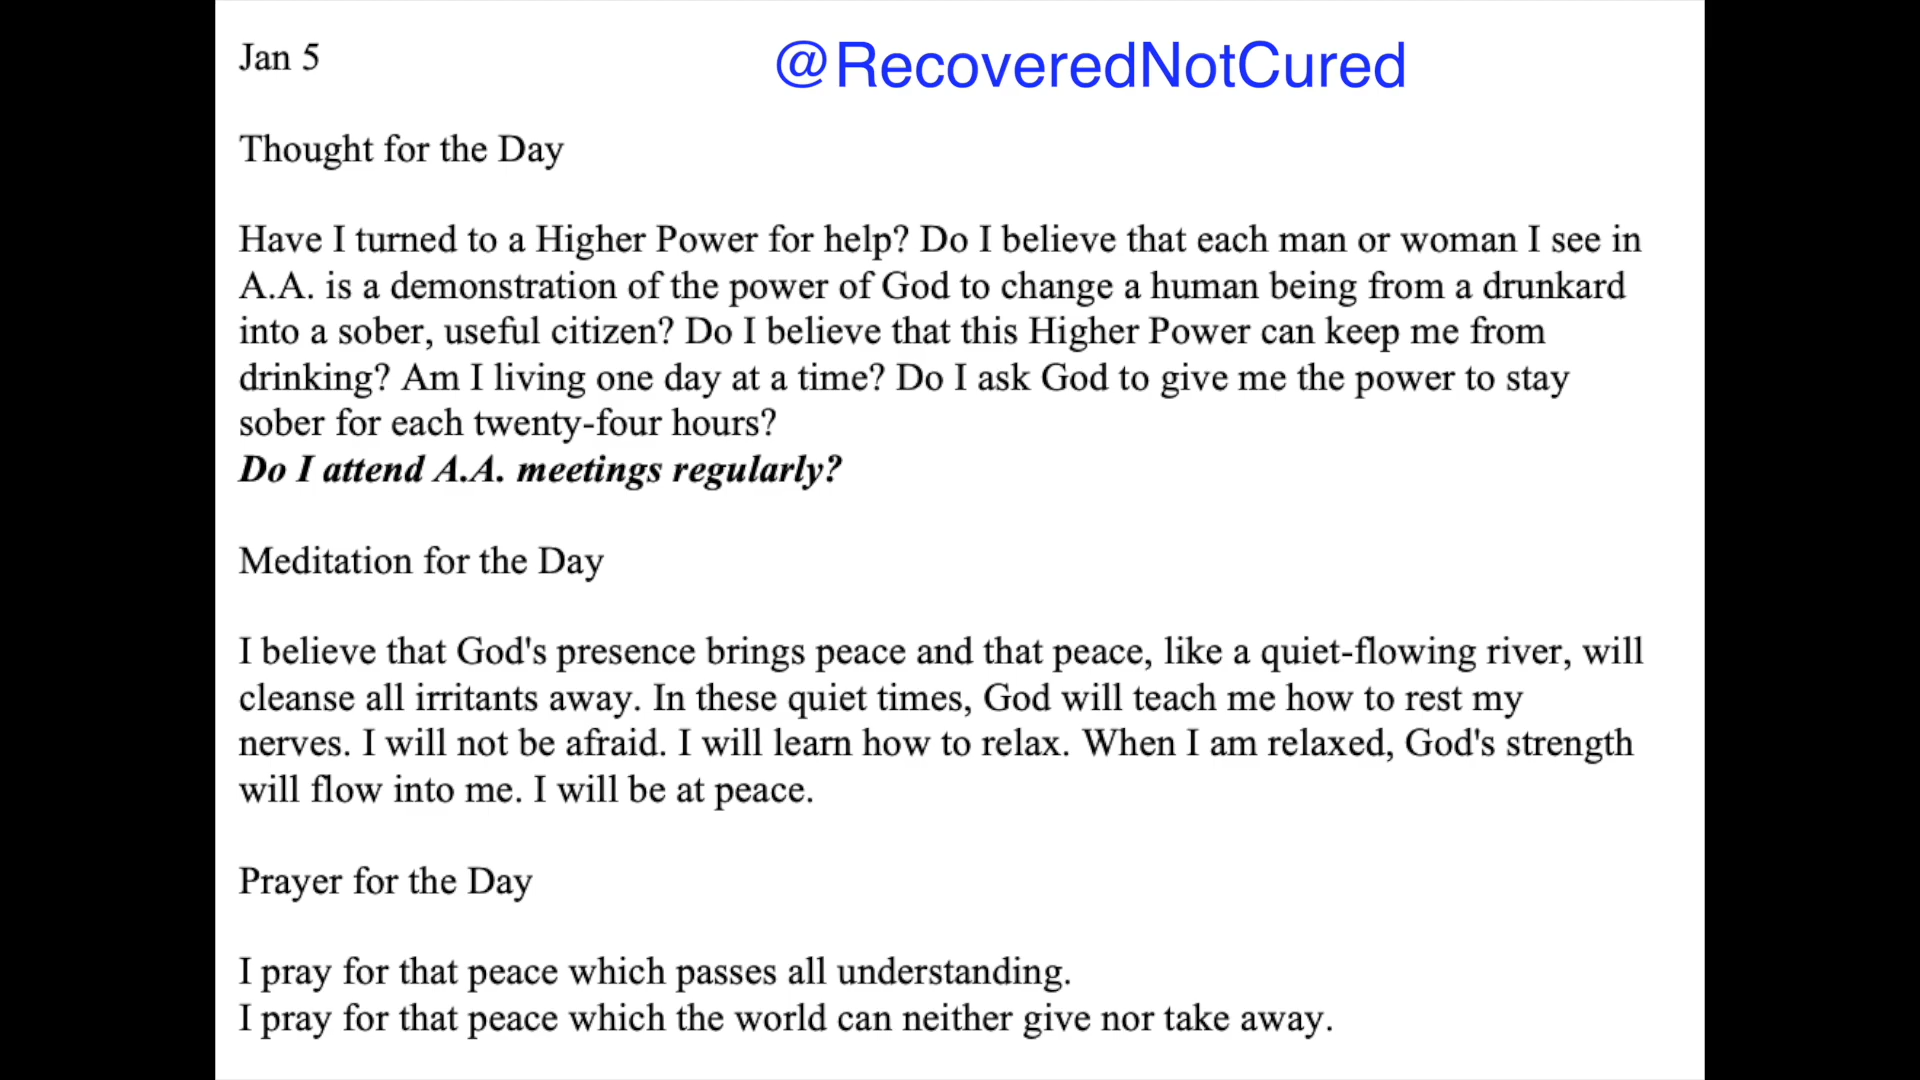 Jan 5
@RecoveredNotCured
Thought for the Day
Have I turned to a Higher Power for help? Do I believe that each man or woman I see in
A.A. is a demonstration of the power of God to change a human being from a drunkard
into a sober, useful citizen? Do I believe that this Higher Power can keep me from
drinking? Am I living one day at a time? Do I ask God to give me the power to stay
sober for each twenty-four hours?
Do I attend A.A. meetings regularly?
Meditation for the Day
I believe that God's presence brings peace and that peace, like a quiet-flowing river, will
cleanse all irritants away. In these quiet times, God will teach me how to rest my
nerves. I will not be afraid. I will learn how to relax. When I am relaxed, God's strength
will flow into me. I will be at peace.
Prayer for the Day
I pray for that peace which passes all understanding.
I pray for that peace which the world can neither give nor take away.